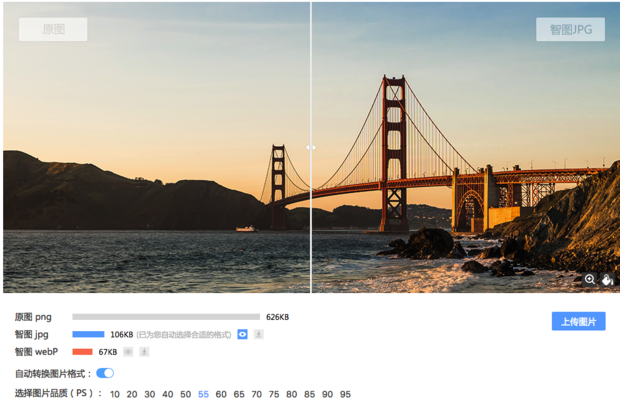 原图
智图JPG
原图 png 626KB
智图 jpg 106KB (已为您自动选择合适的格式)
智图 webP 67KB
上传图片
自动转换图片格式：
选择图片品质（PS）： 10 20 30 40 50 55 60 65 70 75 80 85 90 95